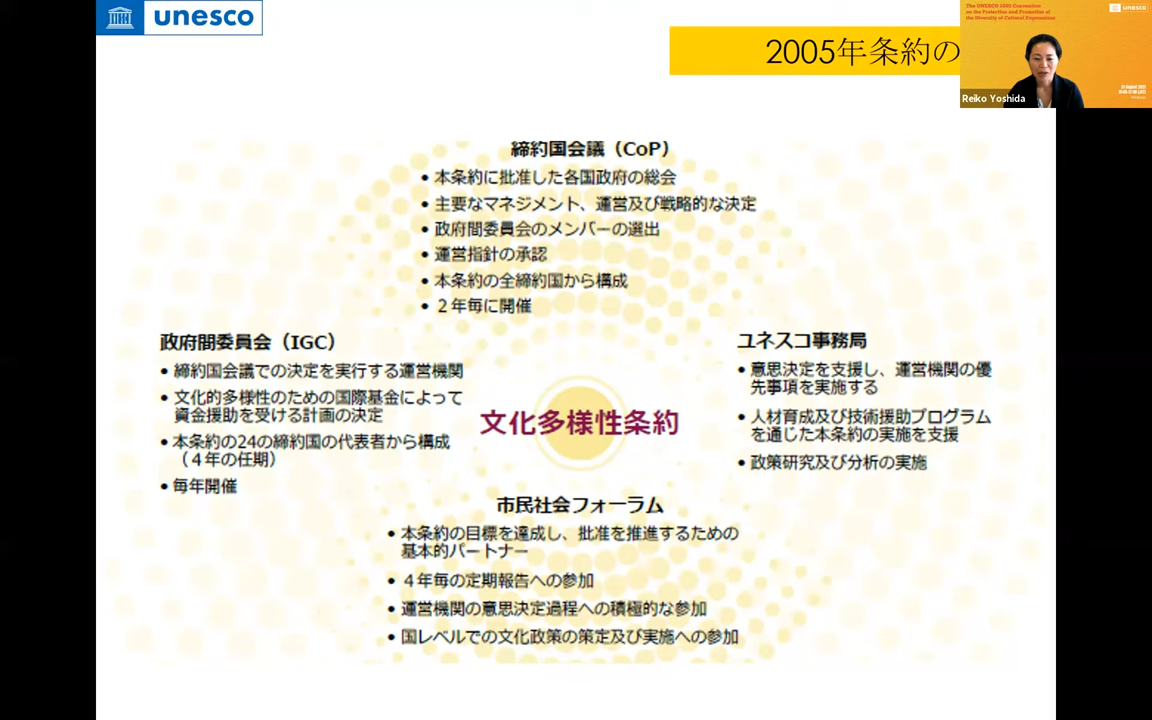 unesco
2005年条約の
The UNESCO 2005 Convention
on the Protection and Promotion of
the Diversity of Cultural Expressions
unesco
Reiko Yoshida
締約国会議（CoP）
• 本条約に批准した各国政府の総会
• 主要なマネジメント、運営及び戦略的な決定
• 政府間委員会のメンバーの選出
• 運営指針の承認
• 本条約の全締約国から構成
• ２年毎に開催
政府間委員会（IGC）
• 締約国会議での決定を実行する運営機関
• 文化的多様性のための国際基金によって
資金援助を受ける計画の決定
• 本条約の24の締約国の代表者から構成
（４年の任期）
• 毎年開催
ユネスコ事務局
• 意思決定を支援し、運営機関の優
先事項を実施する
• 人材育成及び技術援助プログラム
を通じた本条約の実施を支援
• 政策研究及び分析の実施
文化多様性条約
市民社会フォーラム
• 本条約の目標を達成し、批准を推進するための
基本的パートナー
• ４年毎の定期報告への参加
• 運営機関の意思決定過程への積極的な参加
• 国レベルでの文化政策の策定及び実施への参加